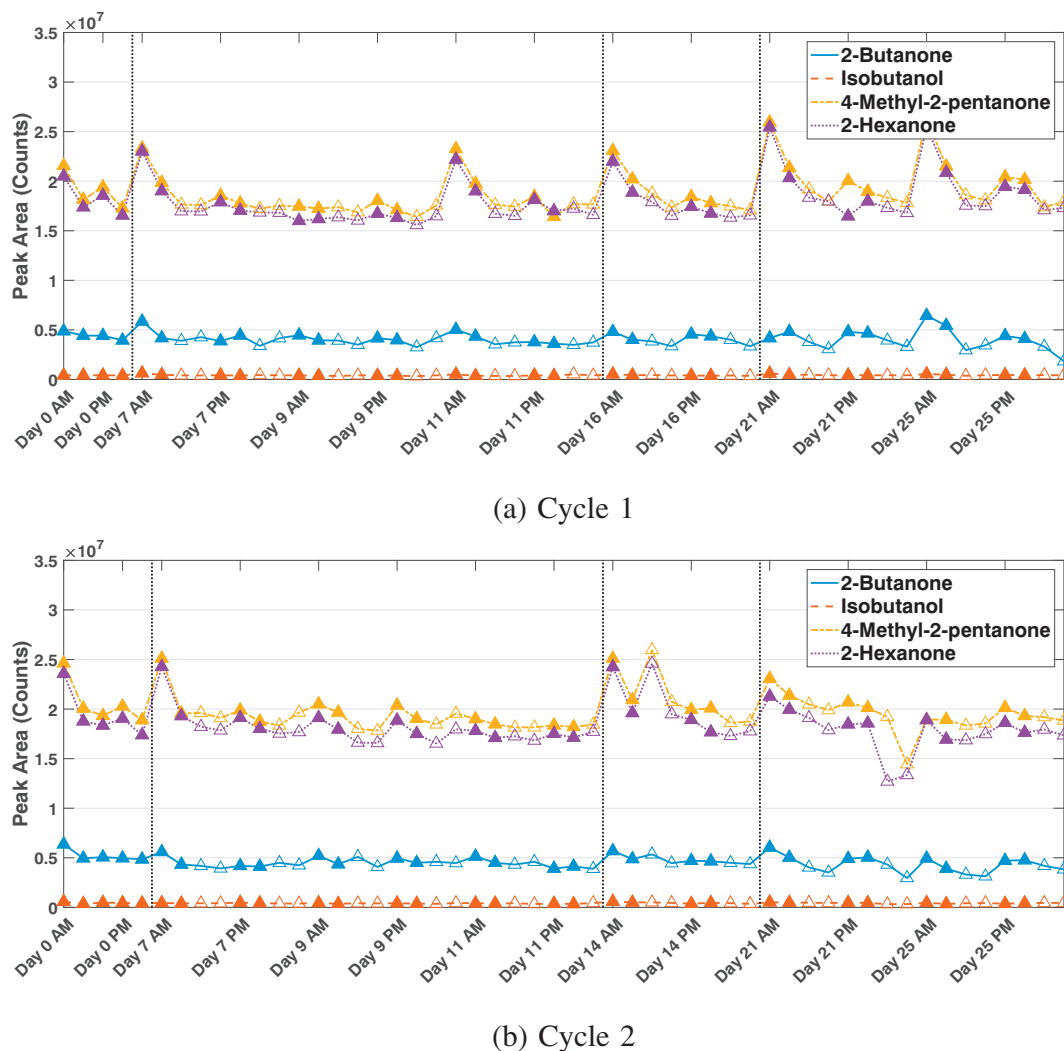 ×10⁷
3.5
3
2.5
2
1.5
1
0.5
0
Peak Area (Counts)
2-Butanone
Isobutanol
4-Methyl-2-pentanone
2-Hexanone
Day 0 AM
Day 0 PM
Day 7 AM
Day 7 PM
Day 9 AM
Day 9 PM
Day 11 AM
Day 11 PM
Day 16 AM
Day 16 PM
Day 21 AM
Day 21 PM
Day 25 AM
Day 25 PM
(a) Cycle 1
×10⁷
3.5
3
2.5
2
1.5
1
0.5
0
Peak Area (Counts)
2-Butanone
Isobutanol
4-Methyl-2-pentanone
2-Hexanone
Day 0 AM
Day 0 PM
Day 7 AM
Day 7 PM
Day 9 AM
Day 9 PM
Day 11 AM
Day 11 PM
Day 14 AM
Day 14 PM
Day 21 AM
Day 21 PM
Day 25 AM
Day 25 PM
(b) Cycle 2